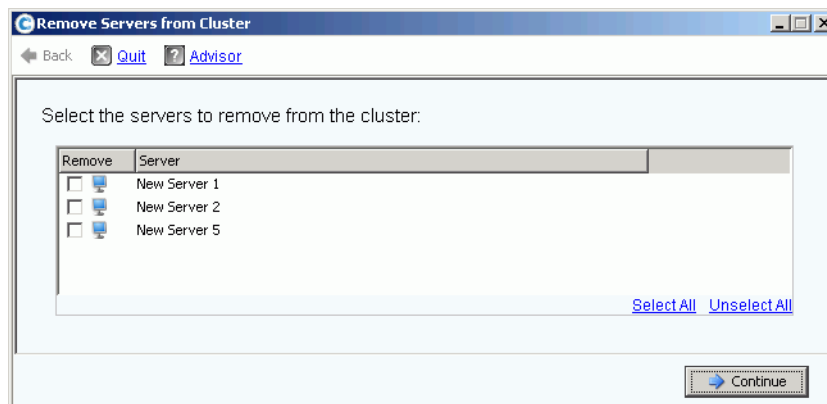 Remove Servers from Cluster
Back Quit ? Advisor
Select the servers to remove from the cluster:
Remove Server
New Server 1
New Server 2
New Server 5
Select All Unselect All
Continue